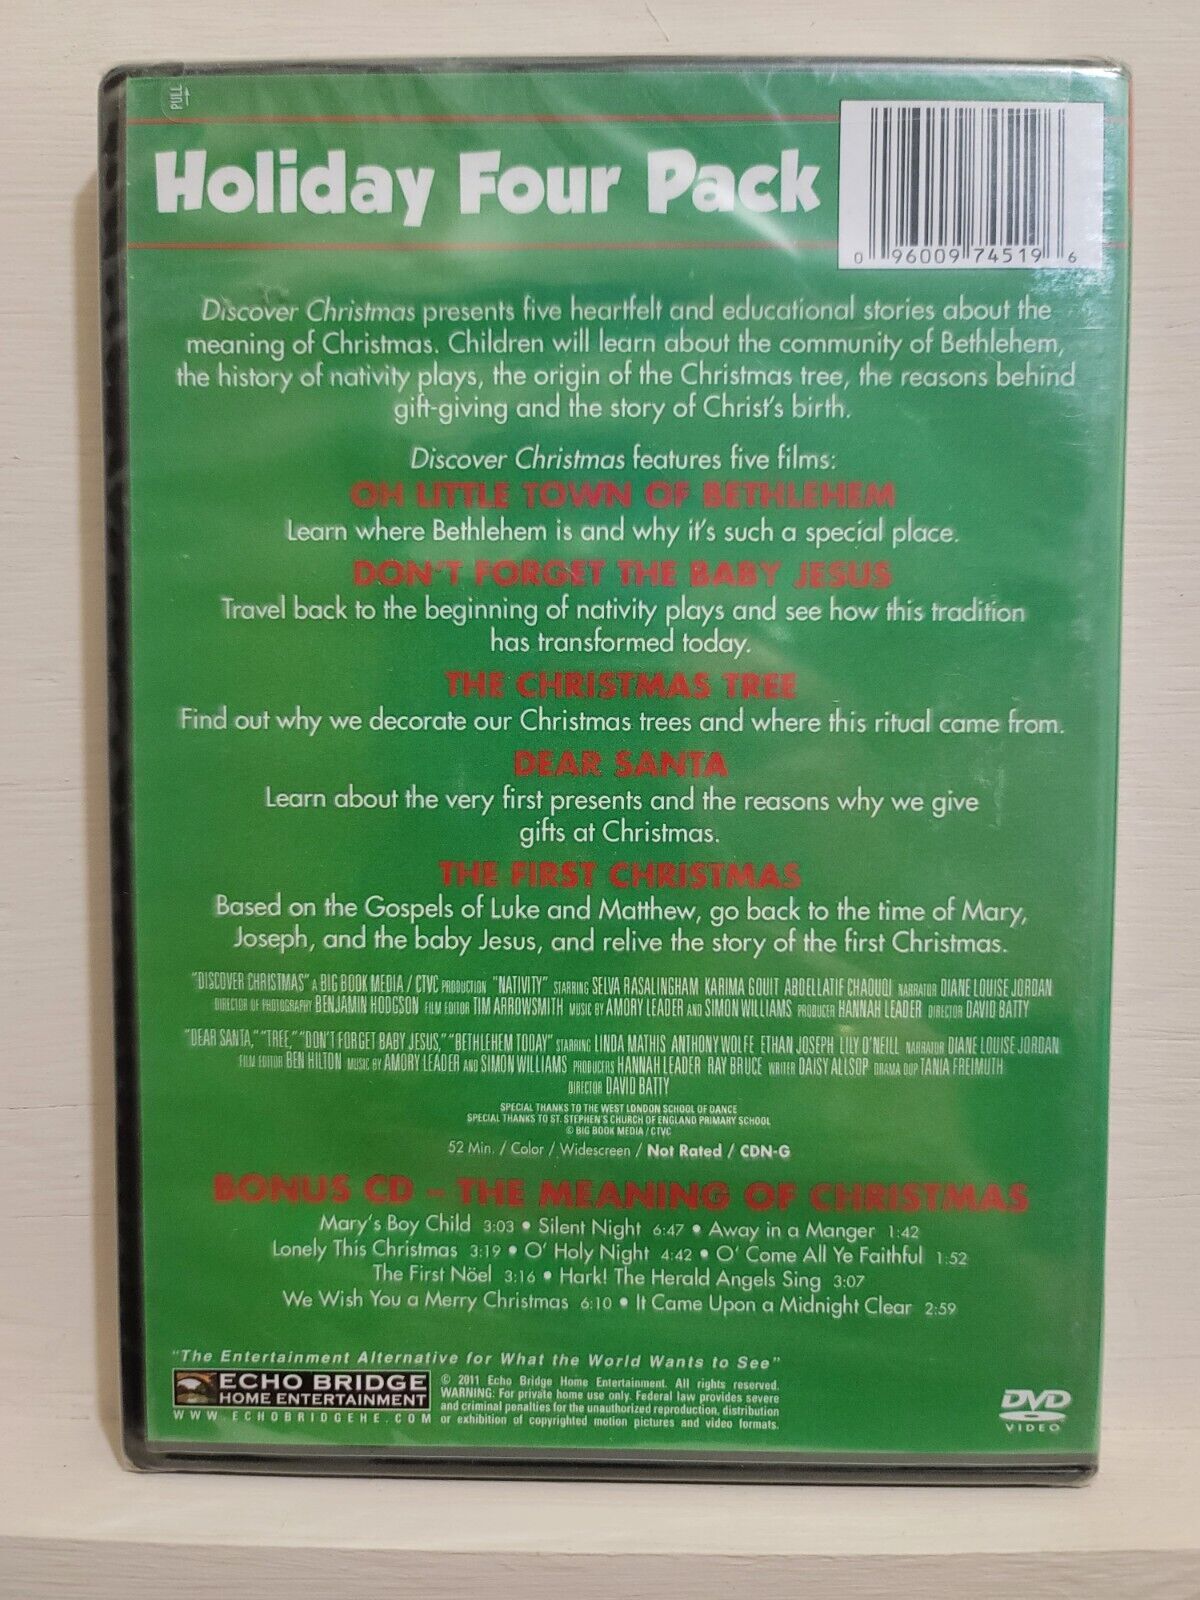 PULL
Holiday Four Pack
0 96009 74519 6
Discover Christmas presents five heartfelt and educational stories about the
meaning of Christmas. Children will learn about the community of Bethlehem,
the history of nativity plays, the origin of the Christmas tree, the reasons behind
gift-giving and the story of Christ's birth.
Discover Christmas features five films:
OH LITTLE TOWN OF BETHLEHEM
Learn where Bethlehem is and why it's such a special place.
DON'T FORGET THE BABY JESUS
Travel back to the beginning of nativity plays and see how this tradition
has transformed today.
THE CHRISTMAS TREE
Find out why we decorate our Christmas trees and where this ritual came from.
DEAR SANTA
Learn about the very first presents and the reasons why we give
gifts at Christmas.
THE FIRST CHRISTMAS
Based on the Gospels of Luke and Matthew, go back to the time of Mary,
Joseph, and the baby Jesus, and relive the story of the first Christmas.
"DISCOVER CHRISTMAS" A BIG BOOK MEDIA / CTVC PRODUCTION "NATIVITY" STARRING SELVA RASALINGHAM KARIMA GOUIT ABDELLATIF CHAOUQI NARRATOR DIANE LOUISE JORDAN
DIRECTOR OF PHOTOGRAPHY BENJAMIN HODGSON FILM EDITOR TIM ARROWSMITH MUSIC BY AMORY LEADER AND SIMON WILLIAMS PRODUCER HANNAH LEADER DIRECTOR DAVID BATTY
"DEAR SANTA," "TREE," "DON'T FORGET BABY JESUS," "BETHLEHEM TODAY" STARRING LINDA MATHIS ANTHONY WOLFE ETHAN JOSEPH LILY O'NEILL NARRATOR DIANE LOUISE JORDAN
FILM EDITOR BEN HILTON MUSIC BY AMORY LEADER AND SIMON WILLIAMS PRODUCERS HANNAH LEADER RAY BRUCE WRITER DAISY ALLSOP DRAMA DOP TANIA FREIMUTH
DIRECTOR DAVID BATTY
SPECIAL THANKS TO THE WEST LONDON SCHOOL OF DANCE
SPECIAL THANKS TO ST. STEPHEN'S CHURCH OF ENGLAND PRIMARY SCHOOL
© BIG BOOK MEDIA / CTVC
52 Min. / Color / Widescreen / Not Rated / CDN-G
BONUS CD – THE MEANING OF CHRISTMAS
Mary's Boy Child 3:03 • Silent Night 6:47 • Away in a Manger 1:42
Lonely This Christmas 3:19 • O' Holy Night 4:42 • O' Come All Ye Faithful 1:52
The First Nöel 3:16 • Hark! The Herald Angels Sing 3:07
We Wish You a Merry Christmas 6:10 • It Came Upon a Midnight Clear 2:59
"The Entertainment Alternative for What the World Wants to See"
ECHO BRIDGE
HOME ENTERTAINMENT
WWW.ECHOBRIDGEHE.COM
© 2011 Echo Bridge Home Entertainment. All rights reserved.
WARNING: For private home use only. Federal law provides severe
and criminal penalties for the unauthorized reproduction, distribution
or exhibition of copyrighted motion pictures and video formats.
DVD
VIDEO